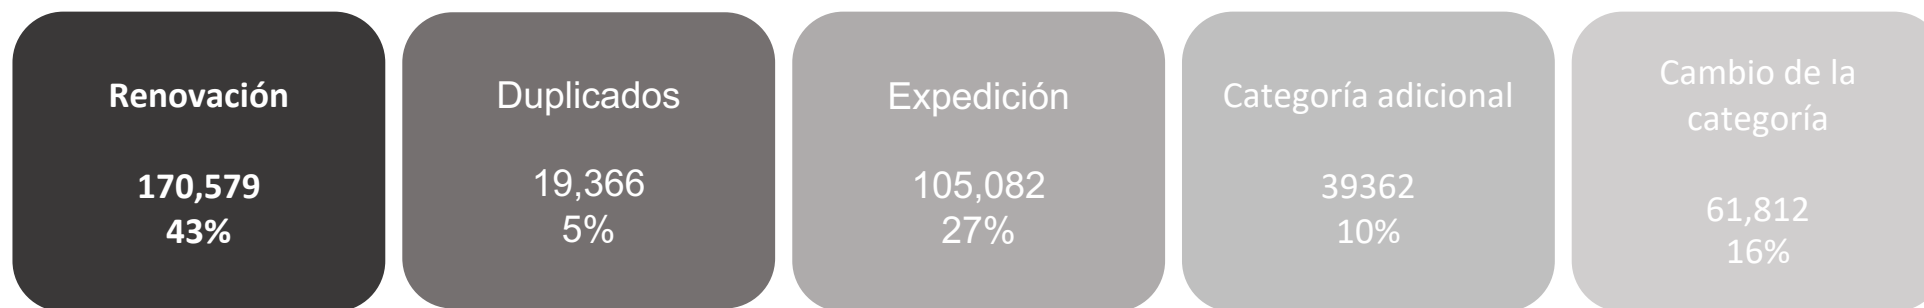 Renovación
170,579
43%
Duplicados
19,366
5%
Expedición
105,082
27%
Categoría adicional
39362
10%
Cambio de la
categoría
61,812
16%